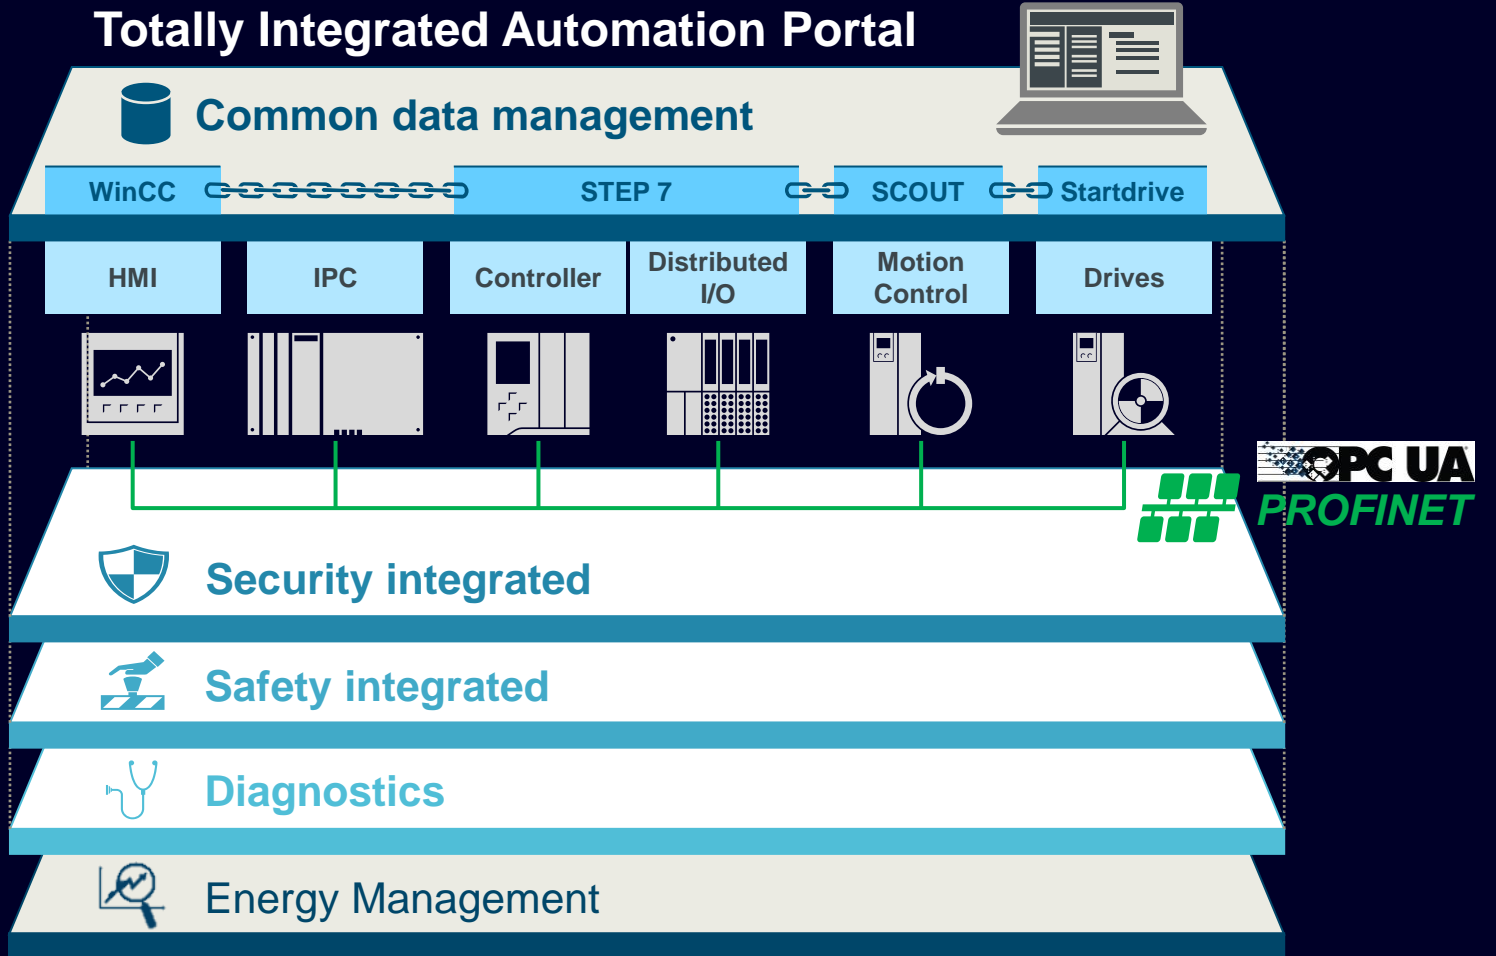 Totally Integrated Automation Portal
Common data management
WinCC
STEP 7
SCOUT
Startdrive
HMI
IPC
Controller
Distributed
I/O
Motion
Control
Drives
OPC UA
PROFINET
Security integrated
Safety integrated
Diagnostics
Energy Management